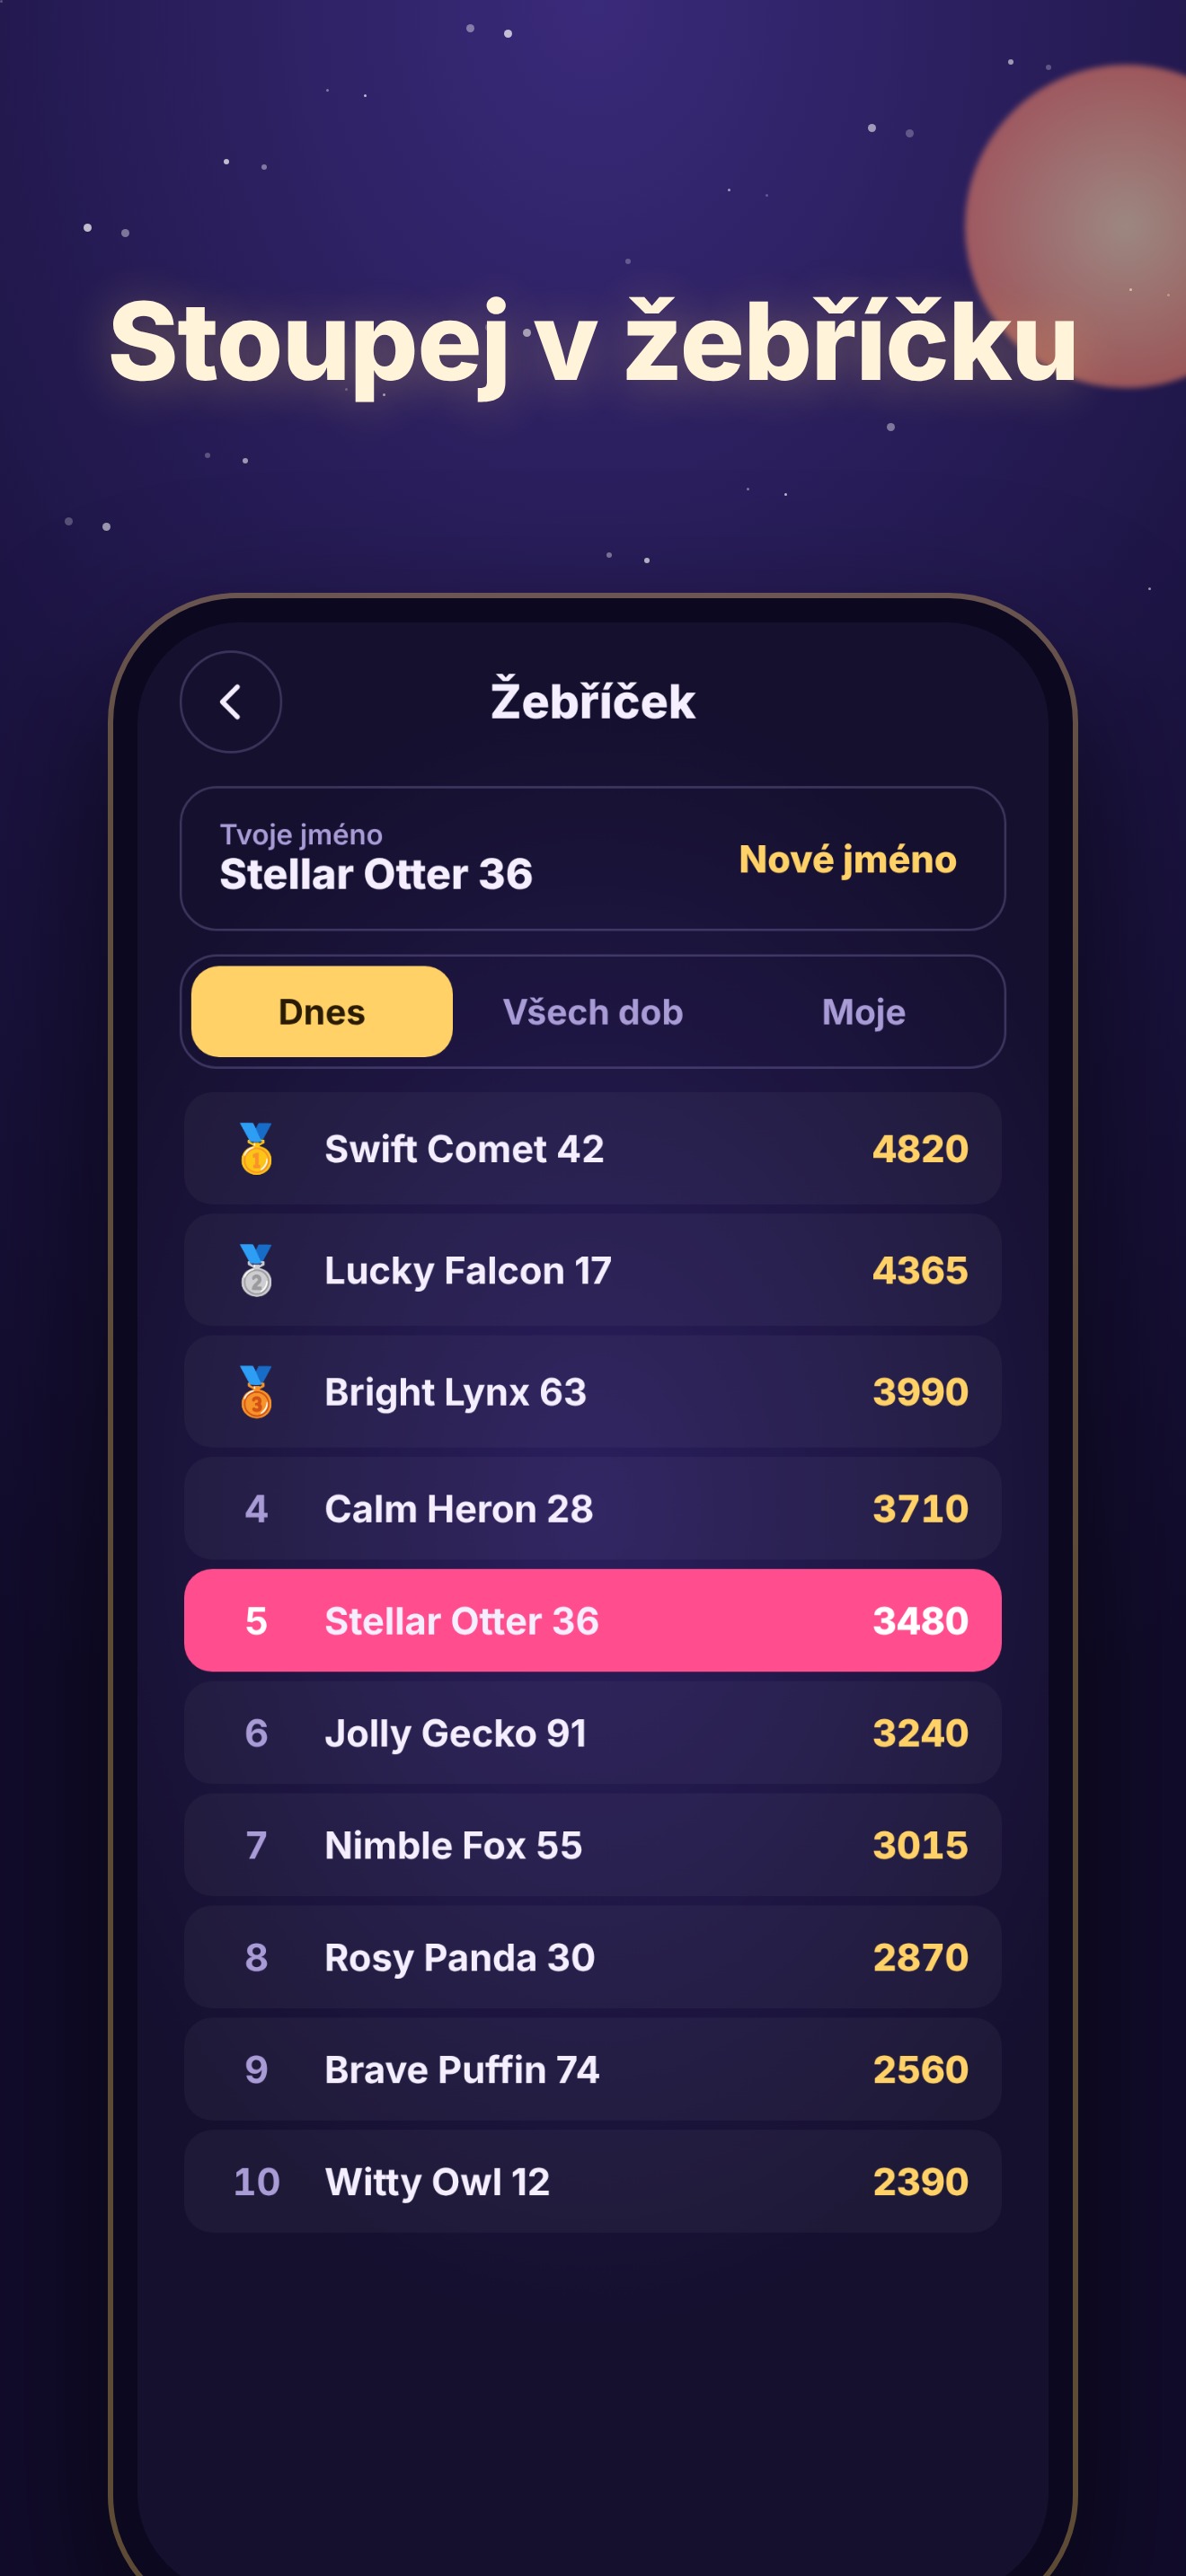 Stoupej v žebříčku
Žebříček
Tvoje jméno
Stellar Otter 36
Nové jméno
Dnes
Všech dob
Moje
1 Swift Comet 42 4820
2 Lucky Falcon 17 4365
3 Bright Lynx 63 3990
4 Calm Heron 28 3710
5 Stellar Otter 36 3480
6 Jolly Gecko 91 3240
7 Nimble Fox 55 3015
8 Rosy Panda 30 2870
9 Brave Puffin 74 2560
10 Witty Owl 12 2390